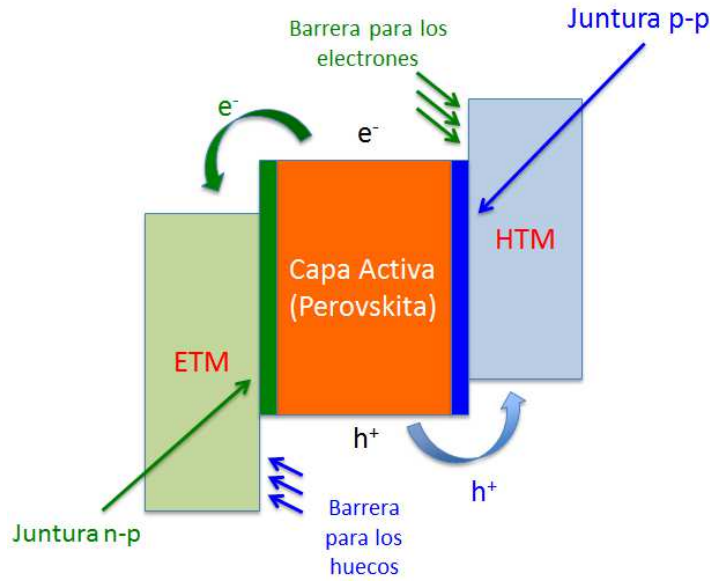 Juntura p-p
Barrera para los
electrones
e-
e-
HTM
Capa Activa
(Perovskita)
ETM
h+
h+
Juntura n-p
Barrera
para los
huecos